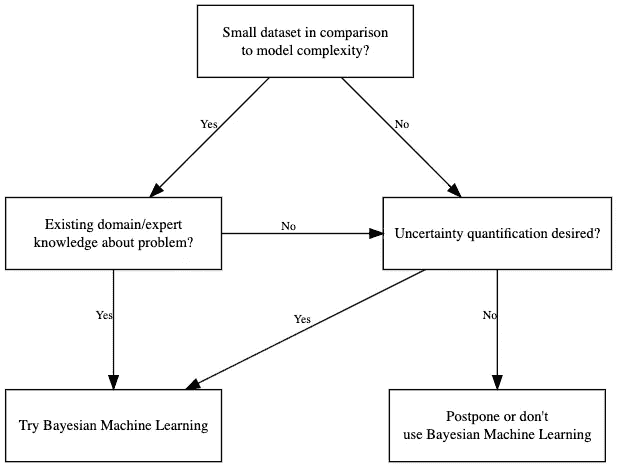 Small dataset in comparison
to model complexity?
Yes
No
Existing domain/expert
knowledge about problem?
No
Uncertainty quantification desired?
Yes
Yes
No
Try Bayesian Machine Learning
Postpone or don't
use Bayesian Machine Learning